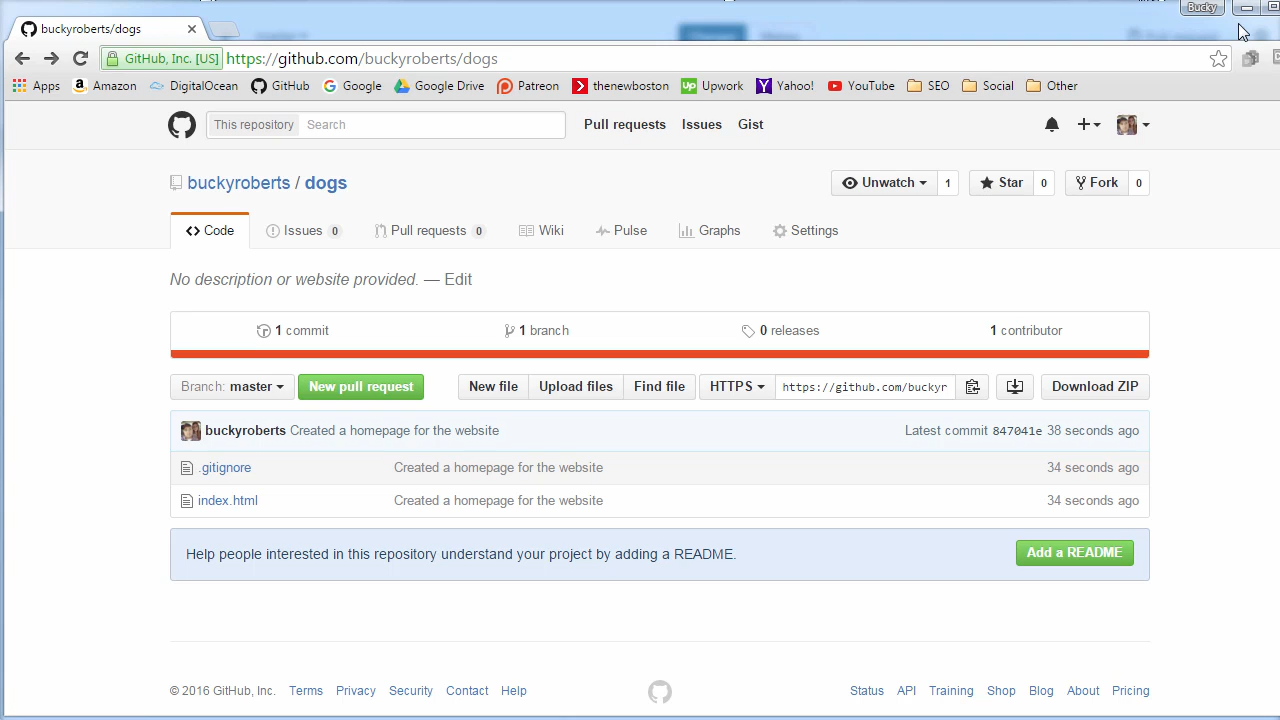 Bucky
buckyroberts/dogs
GitHub, Inc. [US] https://github.com/buckyroberts/dogs
Apps Amazon DigitalOcean GitHub Google Google Drive Patreon thenewboston Upwork Yahoo! YouTube SEO Social Other
This repository Search Pull requests Issues Gist
buckyroberts / dogs Unwatch 1 Star 0 Fork 0
Code Issues 0 Pull requests 0 Wiki Pulse Graphs Settings
No description or website provided. — Edit
1 commit 1 branch 0 releases 1 contributor
Branch: master New pull request New file Upload files Find file HTTPS https://github.com/buckyr Download ZIP
buckyroberts Created a homepage for the website Latest commit 847041e 38 seconds ago
.gitignore Created a homepage for the website 34 seconds ago
index.html Created a homepage for the website 34 seconds ago
Help people interested in this repository understand your project by adding a README. Add a README
© 2016 GitHub, Inc. Terms Privacy Security Contact Help Status API Training Shop Blog About Pricing